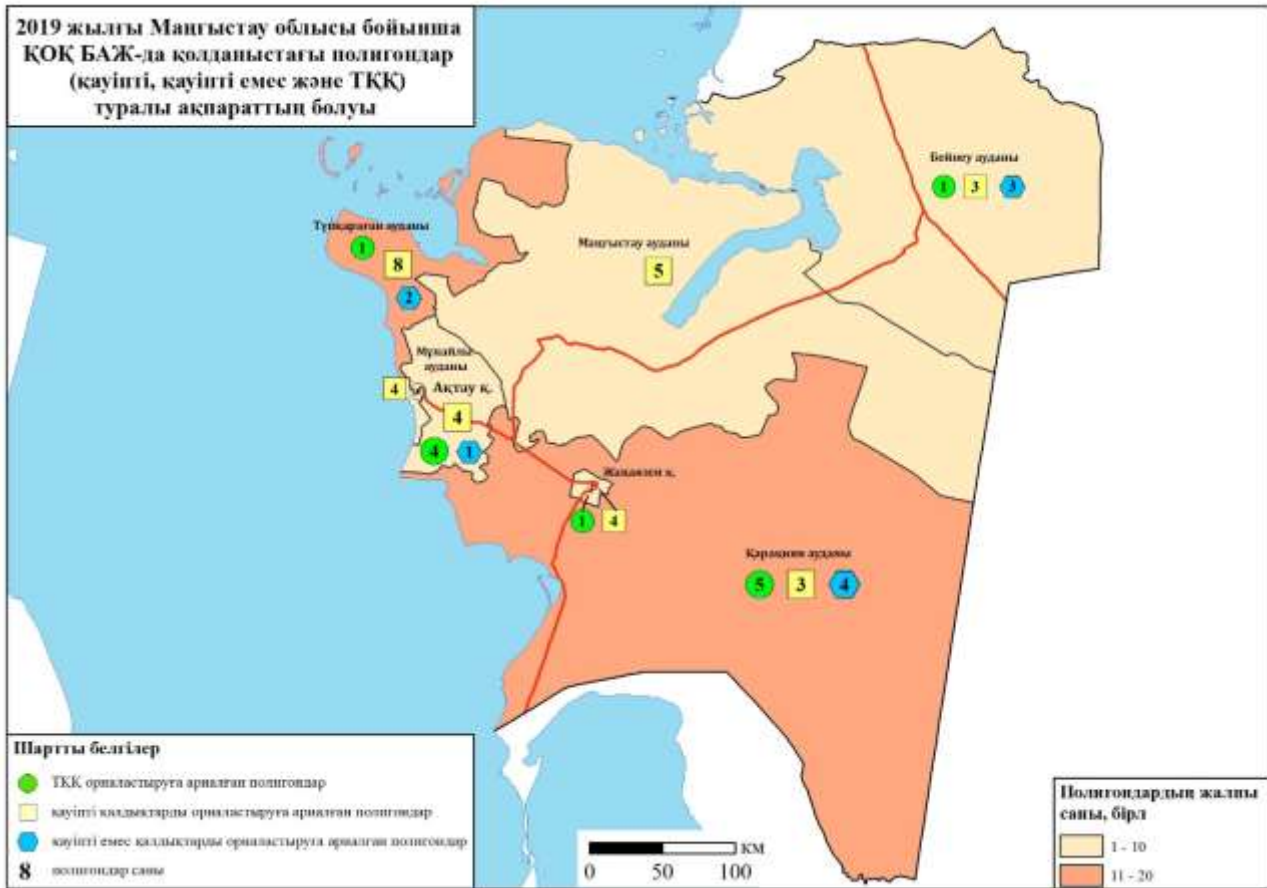 2019 жылғы Маңғыстау облысы бойынша
ҚОҚ БАЖ-да қолданыстағы полигондар
(қауіпті, қауіпті емес және ТҚҚ)
туралы ақпараттың болуы
Бейнеу ауданы
1 3 3
Түпқараған ауданы
1
8
2
Маңғыстау ауданы
5
Мұнайлы
ауданы
4
Ақтау қ.
4
4 1
Жаңаөзен қ.
1 4
Қарақиян ауданы
5 3 4
Шартты белгілер
ТҚҚ орналастыруға арналған полигондар
қауіпті қалдықтарды орналастыруға арналған полигондар
қауіпті емес қалдықтарды орналастыруға арналған полигондар
8 полигондар саны
КМ
0 50 100
Полигондардың жалпы
саны, бірл
1 - 10
11 - 20